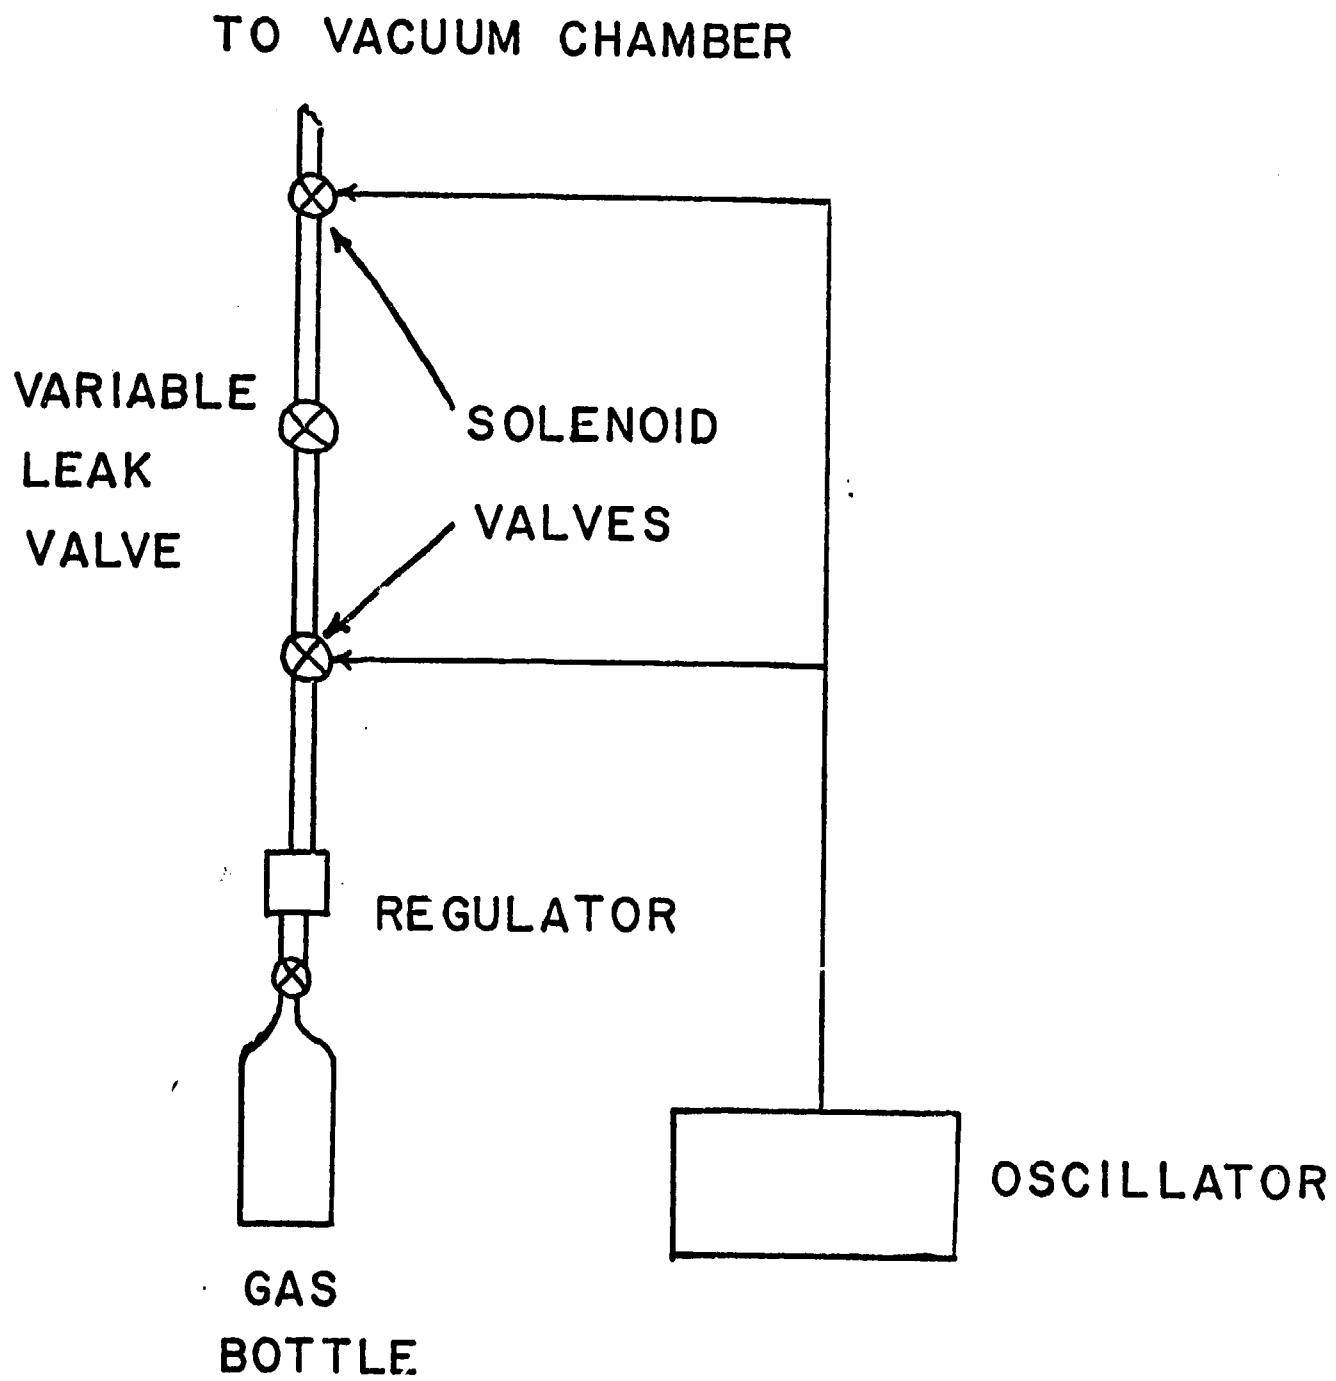 TO VACUUM CHAMBER
VARIABLE
LEAK
VALVE
SOLENOID
VALVES
REGULATOR
OSCILLATOR
GAS
BOTTLE